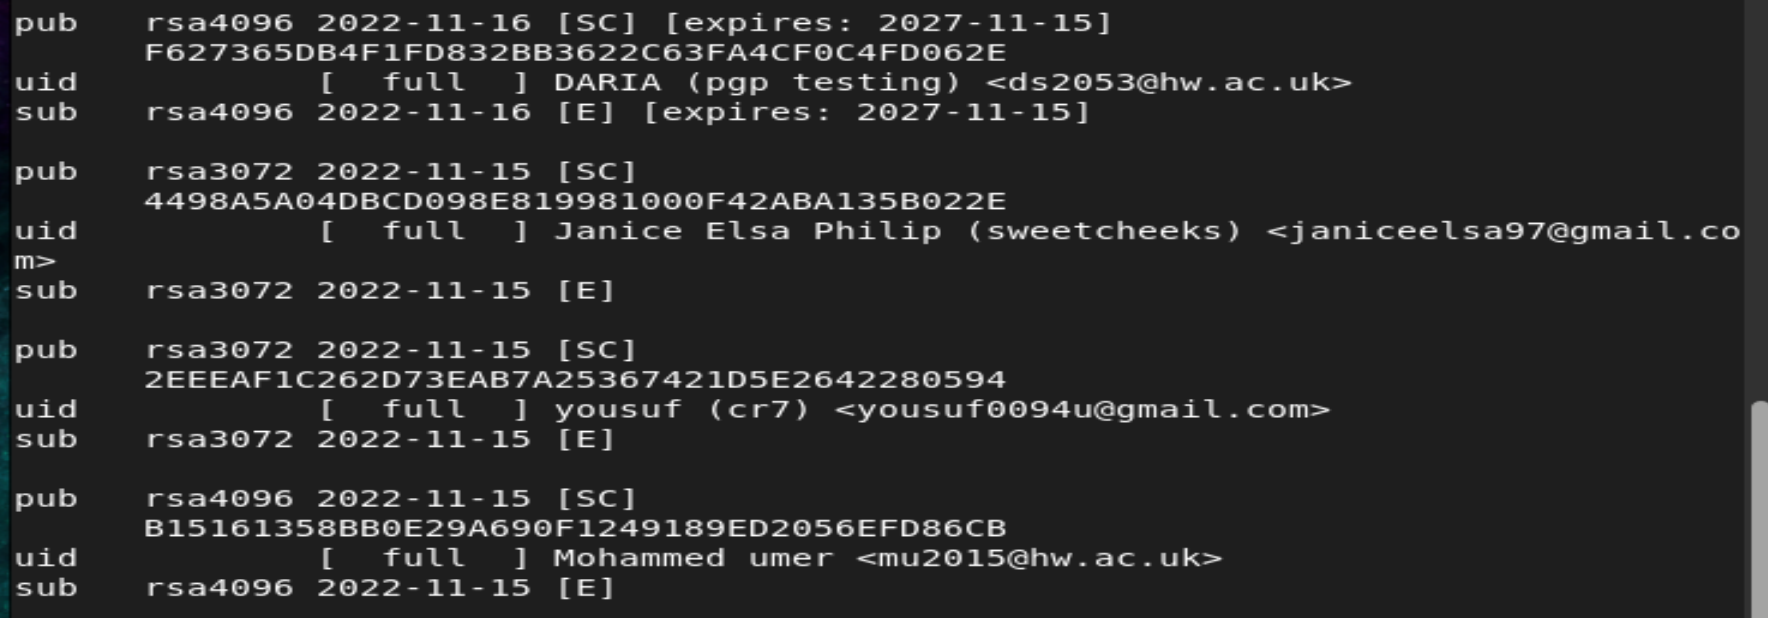 pub   rsa4096 2022-11-16 [SC] [expires: 2027-11-15]
      F627365DB4F1FD832BB3622C63FA4CF0C4FD062E
uid           [  full  ] DARIA (pgp testing) <ds2053@hw.ac.uk>
sub   rsa4096 2022-11-16 [E] [expires: 2027-11-15]

pub   rsa3072 2022-11-15 [SC]
      4498A5A04DBCD098E819981000F42ABA135B022E
uid           [  full  ] Janice Elsa Philip (sweetcheeks) <janiceelsa97@gmail.co
m>
sub   rsa3072 2022-11-15 [E]

pub   rsa3072 2022-11-15 [SC]
      2EEEAF1C262D73EAB7A25367421D5E2642280594
uid           [  full  ] yousuf (cr7) <yousuf0094u@gmail.com>
sub   rsa3072 2022-11-15 [E]

pub   rsa4096 2022-11-15 [SC]
      B15161358BB0E29A690F1249189ED2056EFD86CB
uid           [  full  ] Mohammed umer <mu2015@hw.ac.uk>
sub   rsa4096 2022-11-15 [E]